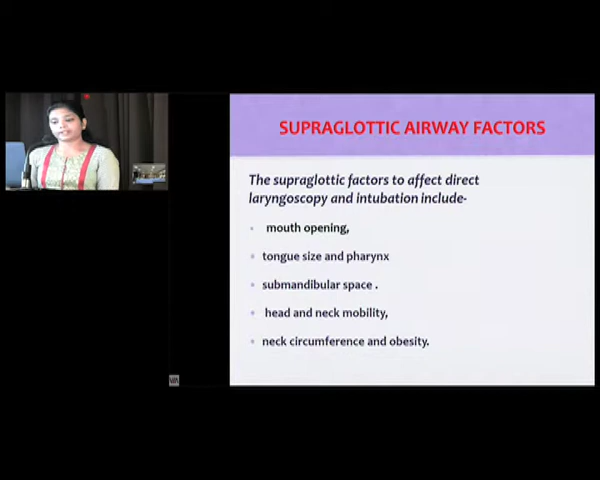 SUPRAGLOTTIC AIRWAY FACTORS
The supraglottic factors to affect direct
laryngoscopy and intubation include-
mouth opening,
tongue size and pharynx
submandibular space .
head and neck mobility,
neck circumference and obesity.